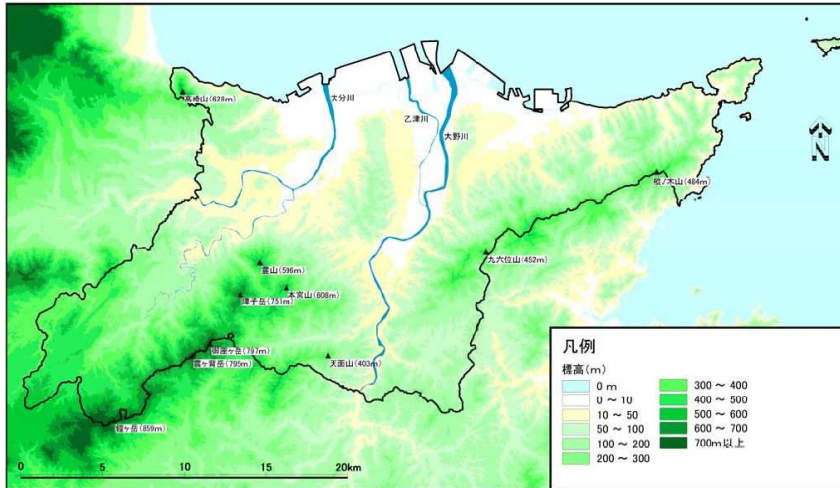 高崎山(628m)
大分川
乙津川
大野川
樅ノ木山(484m)
九六位山(452m)
霊山(596m)
本宮山(608m)
障子岳(751m)
御座ヶ岳(797m)
雲ヶ背岳(795m)
天面山(403m)
鎧ヶ岳(859m)
N
0 5 10 20km
凡例
標高(m)
0 m
0 ~ 10
10 ~ 50
50 ~ 100
100 ~ 200
200 ~ 300
300 ~ 400
400 ~ 500
500 ~ 600
600 ~ 700
700m以上